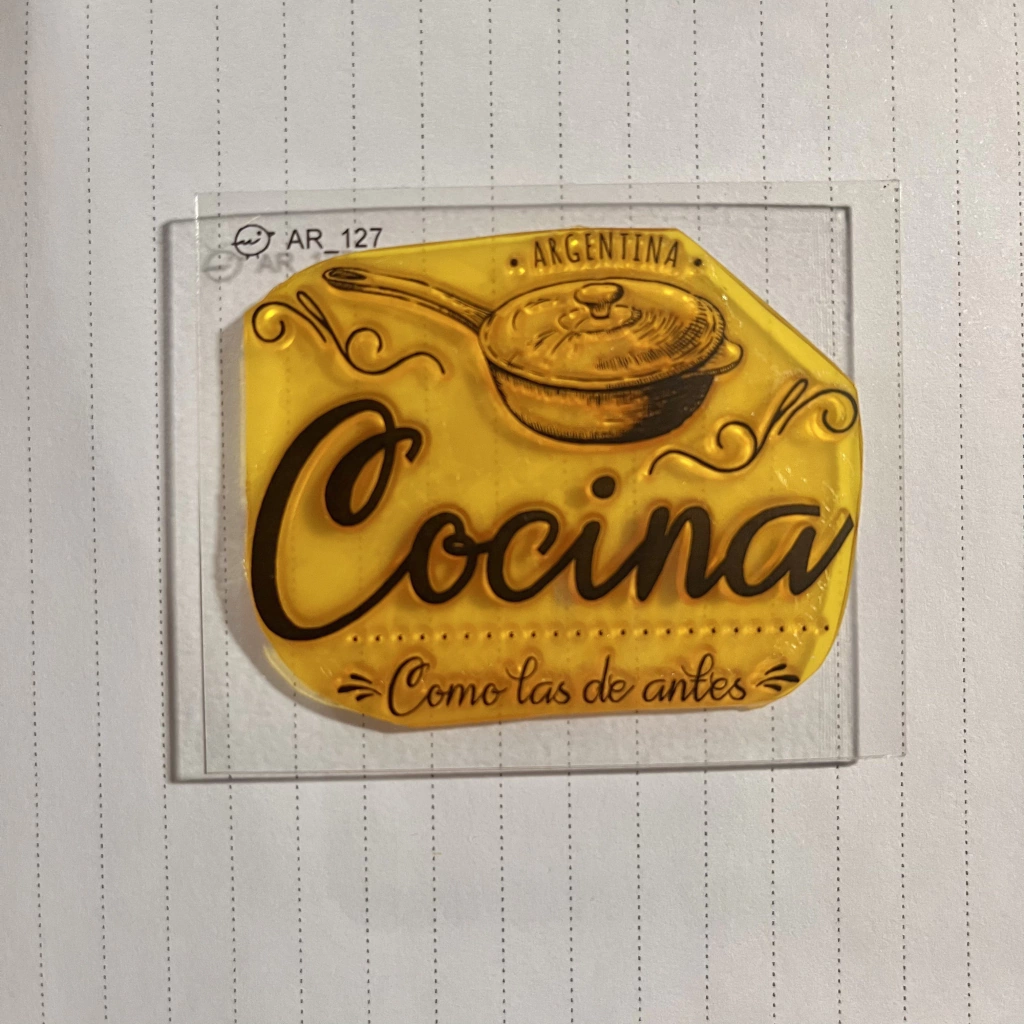 AR_127
• ARGENTINA •
Cocina
Como las de antes